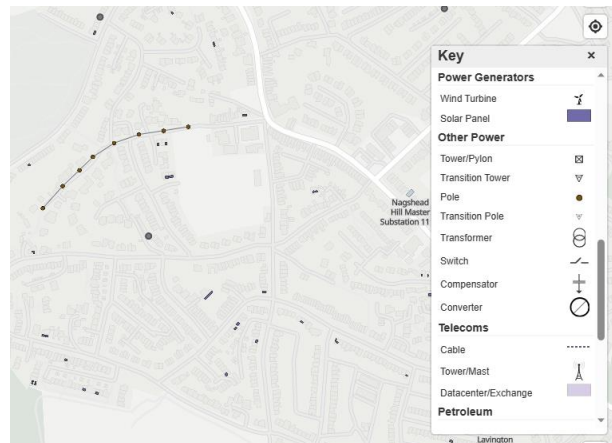 Key
×
Power Generators
Wind Turbine
Solar Panel
Other Power
Tower/Pylon
Transition Tower
Pole
Transition Pole
Transformer
Switch
Compensator
Converter
Telecoms
Cable
Tower/Mast
Datacenter/Exchange
Petroleum
Nagshead
Hill Master
Substation 11
Lavington